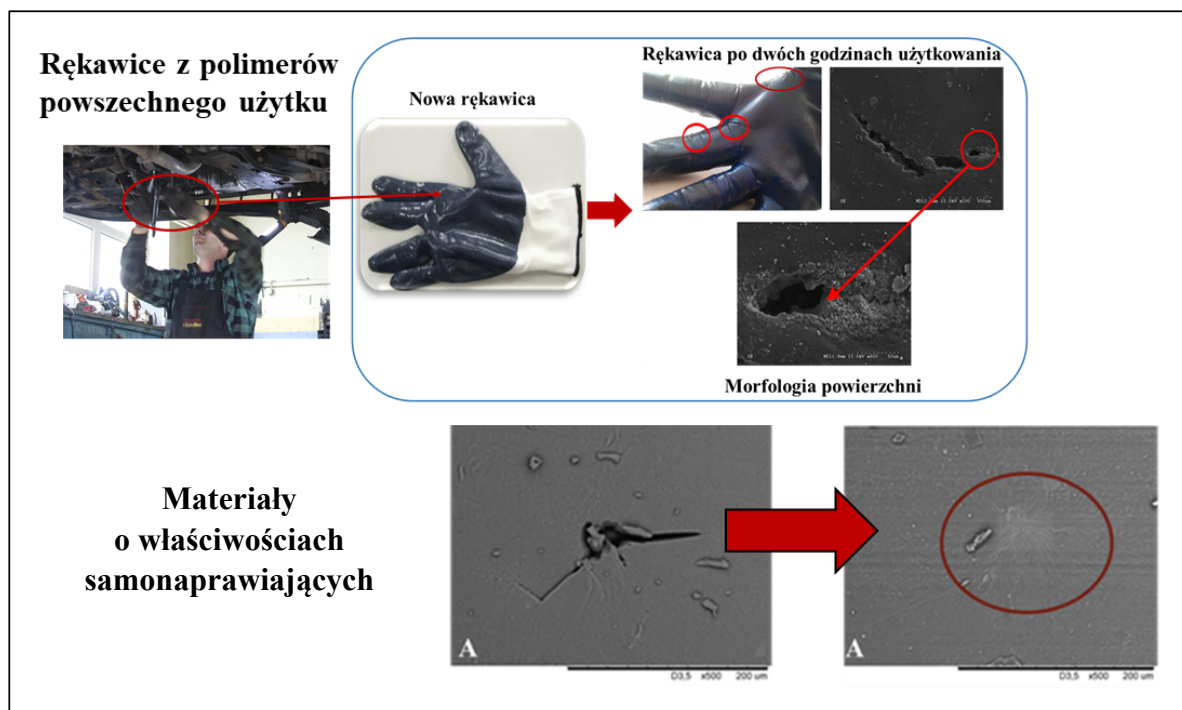 Rękawice z polimerów
powszechnego użytku
Nowa rękawica
Rękawica po dwóch godzinach użytkowania
Morfologia powierzchni
Materiały
o właściwościach
samonaprawiających
A
D3,5 x500 200 um
A
D3,5 x500 200 um